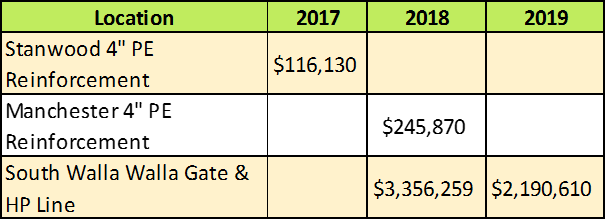 Location 2017 2018 2019
Stanwood 4" PE
Reinforcement $116,130
Manchester 4" PE
Reinforcement $245,870
South Walla Walla Gate &
HP Line $3,356,259 $2,190,610